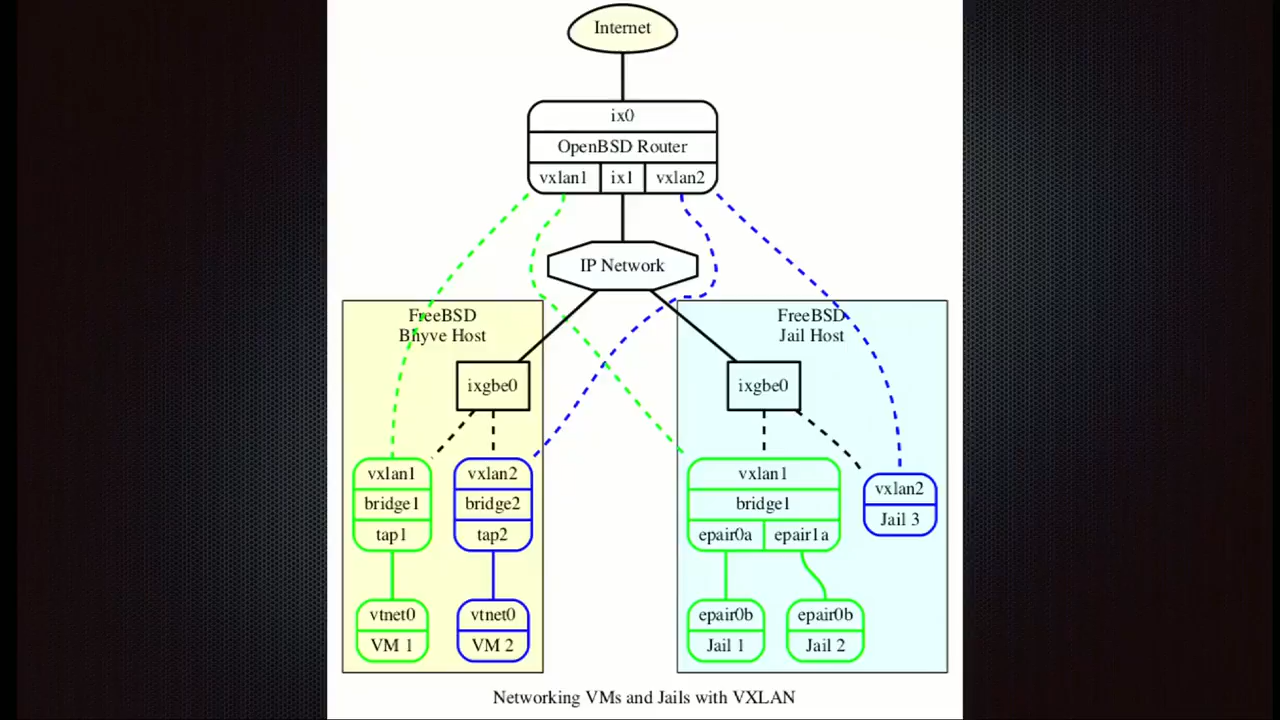 Internet
ix0
OpenBSD Router
vxlan1 ix1 vxlan2
IP Network
FreeBSD
Bhyve Host
FreeBSD
Jail Host
ixgbe0
ixgbe0
vxlan1
bridge1
tap1
vxlan2
bridge2
tap2
vxlan1
bridge1
epair0a epair1a
vxlan2
Jail 3
vtnet0
VM 1
vtnet0
VM 2
epair0b
Jail 1
epair0b
Jail 2
Networking VMs and Jails with VXLAN